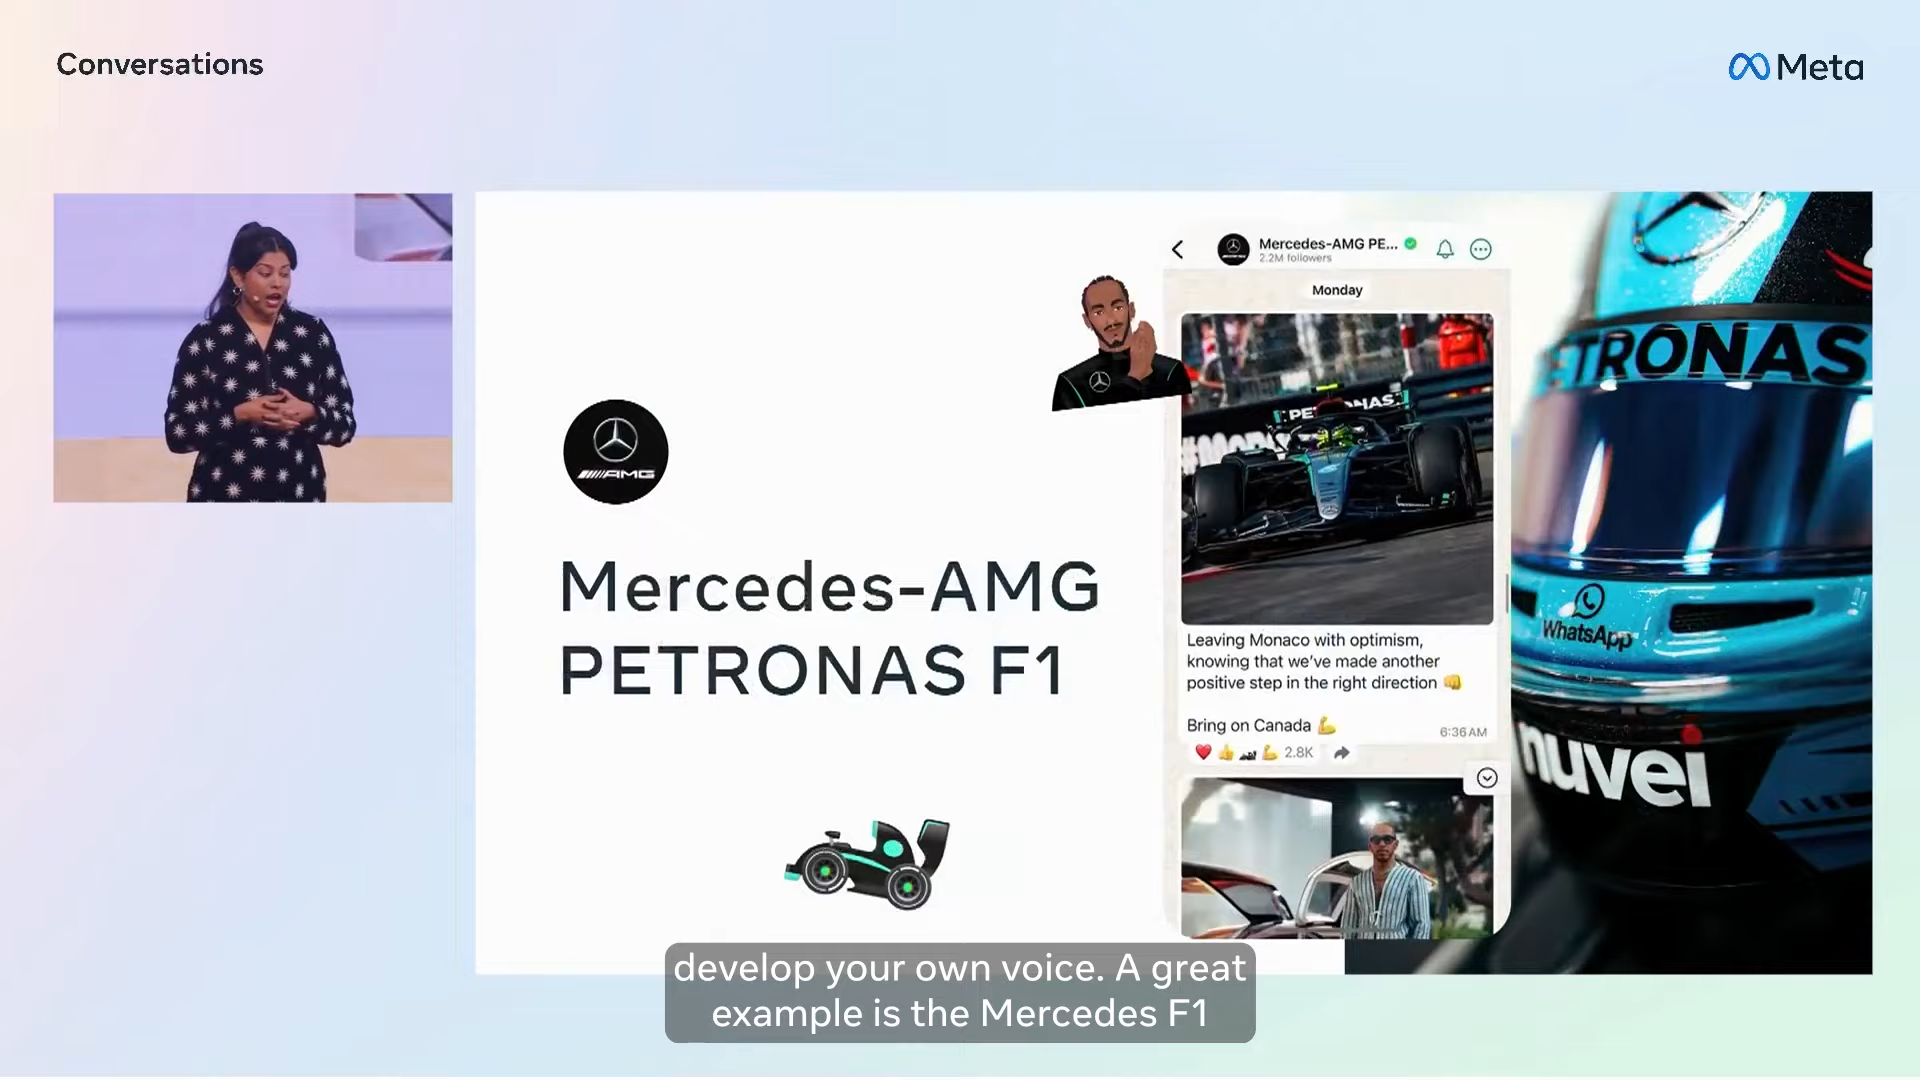 Conversations
Meta
AMG
Mercedes-AMG
PETRONAS F1
Mercedes-AMG PE...
2.2M followers
Monday
Leaving Monaco with optimism,
knowing that we've made another
positive step in the right direction 👊
Bring on Canada 💪
6:36 AM
2.8K
PETRONAS
WhatsApp
nuvei
develop your own voice. A great
example is the Mercedes F1